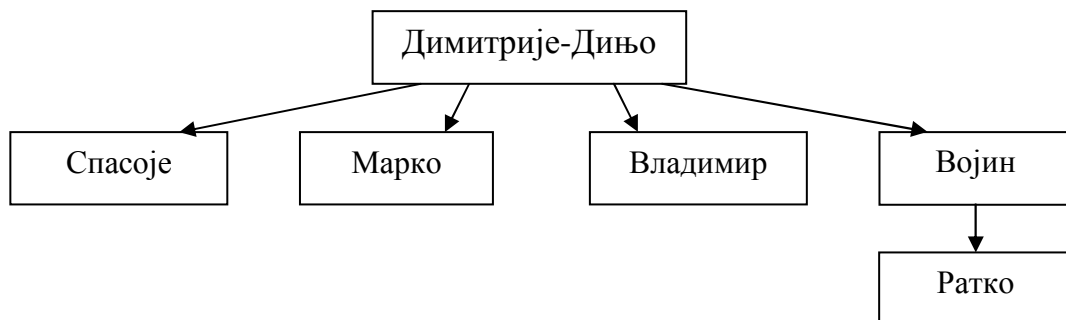 Димитрије-Дињо
Спасоје
Марко
Владимир
Војин
Ратко